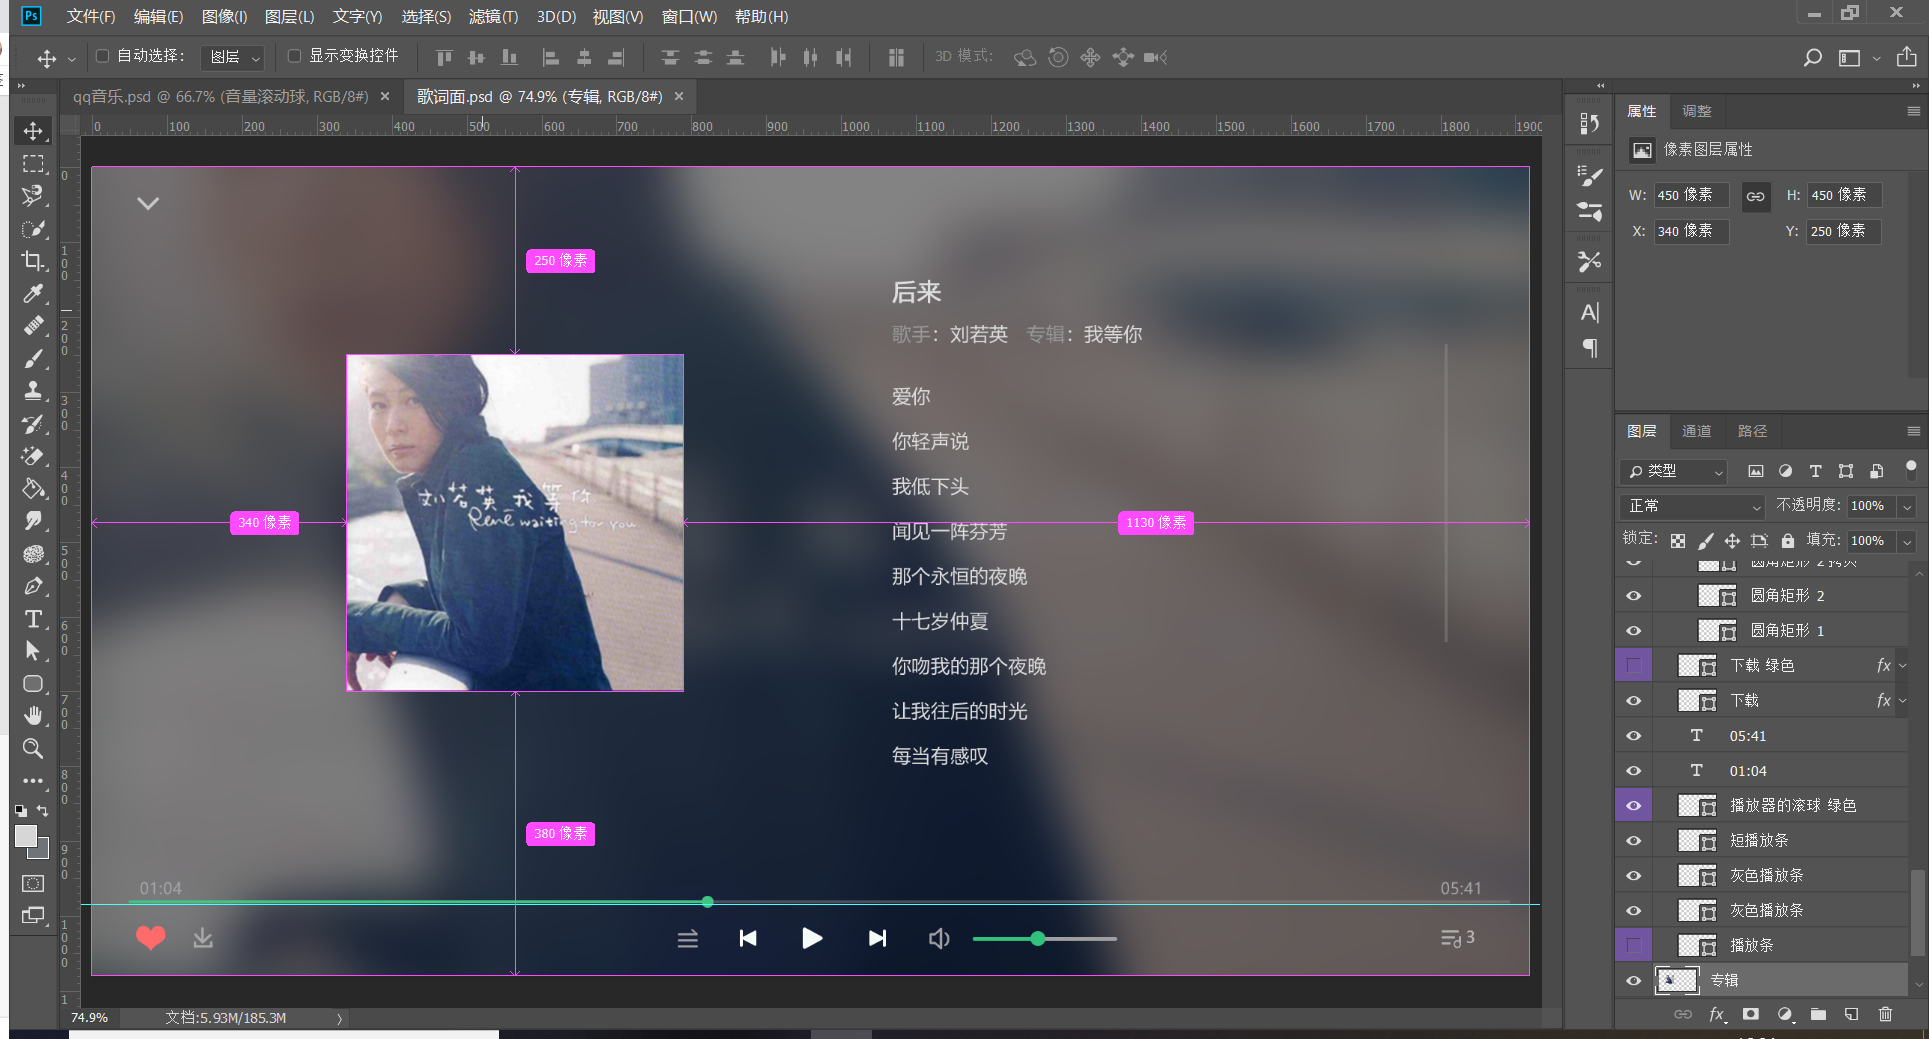 Ps 文件(F) 编辑(E) 图像(I) 图层(L) 文字(Y) 选择(S) 滤镜(T) 3D(D) 视图(V) 窗口(W) 帮助(H)
自动选择： 图层 显示变换控件 3D 模式：
qq音乐.psd @ 66.7% (音量滚动球, RGB/8#) × 歌词面.psd @ 74.9% (专辑, RGB/8#) ×
0 100 200 300 400 500 600 700 800 900 1000 1100 1200 1300 1400 1500 1600 1700 1800 1900
0
100
200
300
400
500
600
700
800
900
1000
1
250 像素
后来
歌手：刘若英 专辑：我等你
爱你
你轻声说
我低下头
闻见一阵芬芳
那个永恒的夜晚
十七岁仲夏
你吻我的那个夜晚
让我往后的时光
每当有感叹
刘若英_我等你
René waiting for you
340 像素
1130 像素
380 像素
01:04
05:41
3
74.9% 文档:5.93M/185.3M
属性 调整
像素图层属性
W: 450 像素 H: 450 像素
X: 340 像素 Y: 250 像素
图层 通道 路径
类型
正常 不透明度: 100%
锁定: 填充: 100%
圆角矩形 2 拷贝
圆角矩形 2
圆角矩形 1
下载 绿色 fx
下载 fx
T 05:41
T 01:04
播放器的滚球 绿色
短播放条
灰色播放条
灰色播放条
播放条
专辑
fx